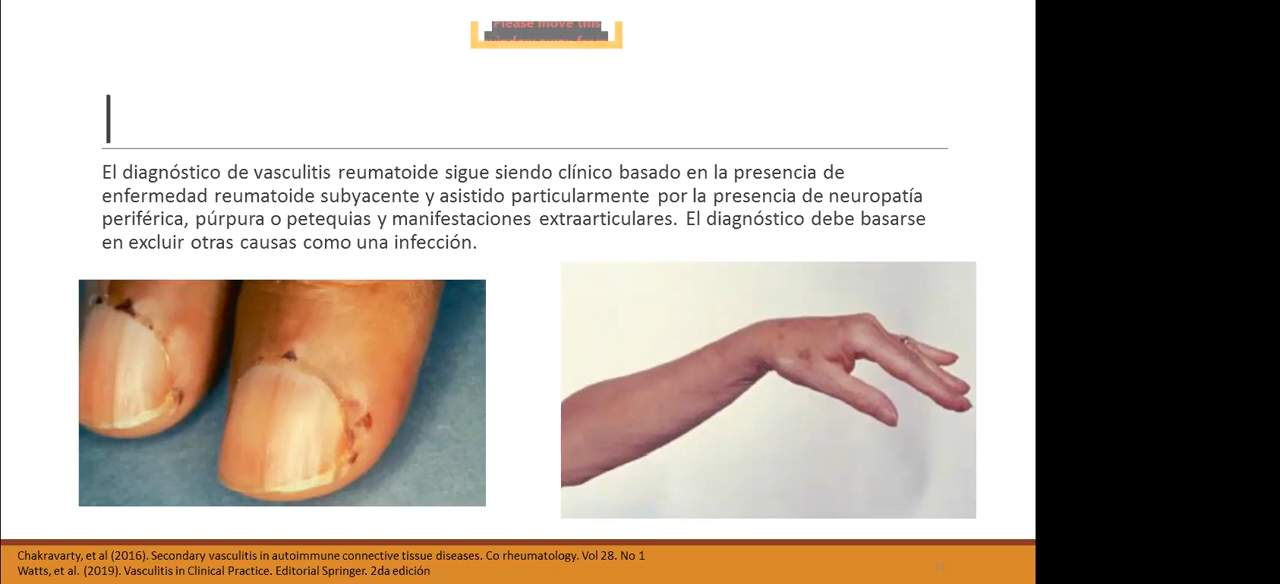 Please move this
El diagnóstico de vasculitis reumatoide sigue siendo clínico basado en la presencia de
enfermedad reumatoide subyacente y asistido particularmente por la presencia de neuropatía
periférica, púrpura o petequias y manifestaciones extraarticulares. El diagnóstico debe basarse
en excluir otras causas como una infección.
Chakravarty, et al (2016). Secondary vasculitis in autoimmune connective tissue diseases. Co rheumatology. Vol 28. No 1
Watts, et al. (2019). Vasculitis in Clinical Practice. Editorial Springer. 2da edición